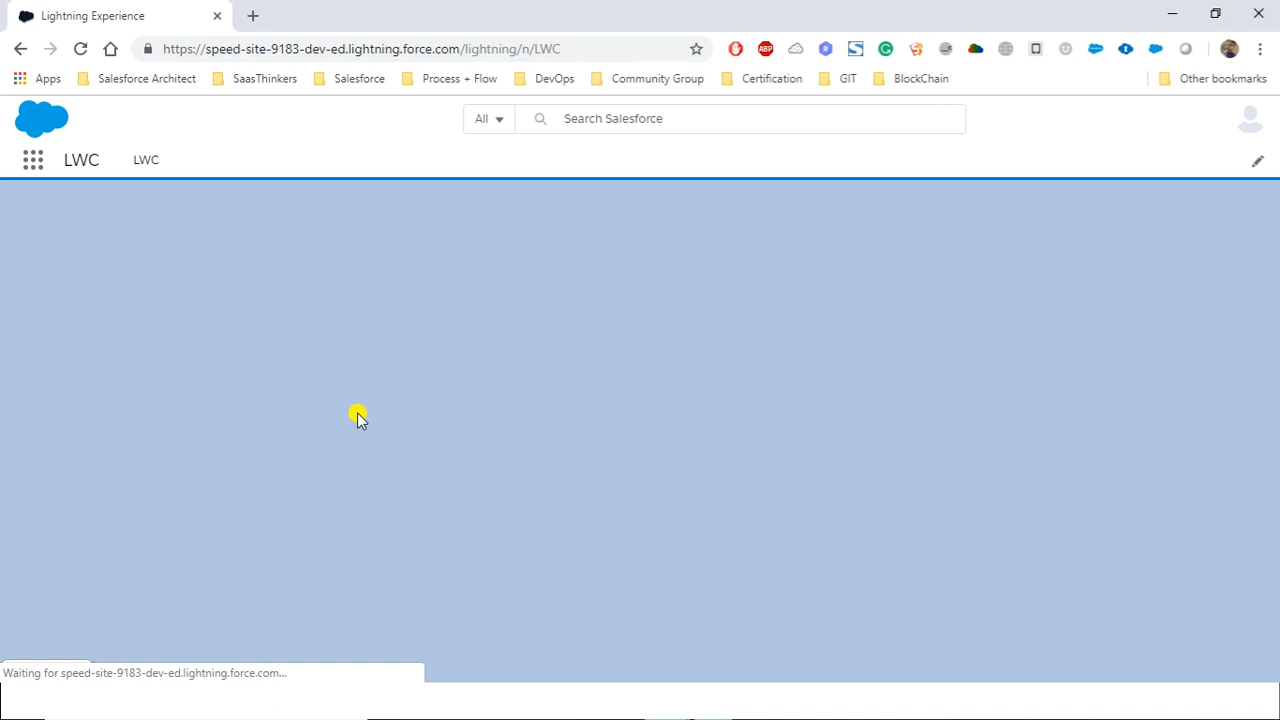 Lightning Experience
https://speed-site-9183-dev-ed.lightning.force.com/lightning/n/LWC
ABP
Apps Salesforce Architect SaasThinkers Salesforce Process + Flow DevOps Community Group Certification GIT BlockChain Other bookmarks
All Search Salesforce
LWC LWC
Waiting for speed-site-9183-dev-ed.lightning.force.com...